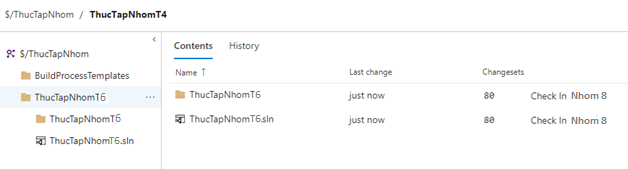 $/ThucTapNhom / ThucTapNhomT4
$/ThucTapNhom
BuildProcessTemplates
ThucTapNhomT6 ...
ThucTapNhomT6
ThucTapNhomT6.sln
Contents History
Name ↑ Last change Changesets
ThucTapNhomT6 just now 80 Check In Nhom 8
ThucTapNhomT6.sln just now 80 Check In Nhom 8